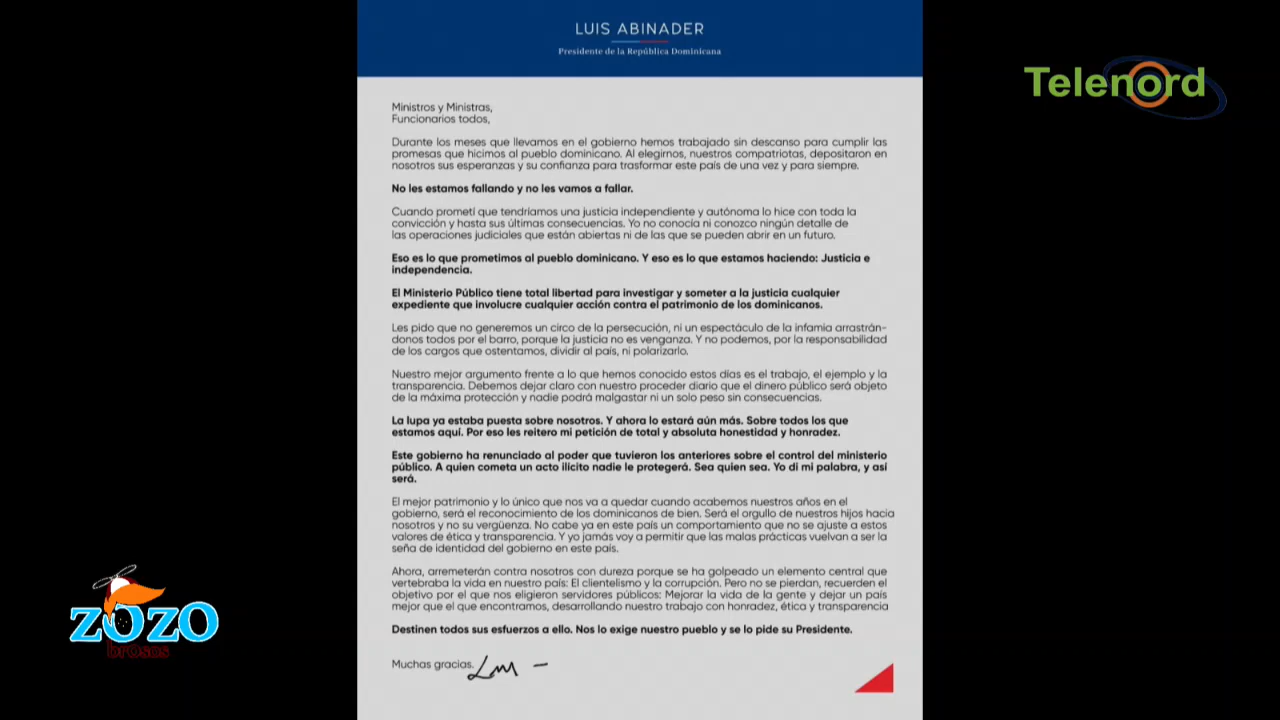 LUIS ABINADER
Presidente de la República Dominicana
Telenord
Ministros y Ministras,
Funcionarios todos,
Durante los meses que llevamos en el gobierno hemos trabajado sin descanso para cumplir las
promesas que hicimos al pueblo dominicano. Al elegirnos, nuestros compatriotas, depositaron en
nosotros sus esperanzas y su confianza para trasformar este país de una vez y para siempre.
No les estamos fallando y no les vamos a fallar.
Cuando prometí que tendríamos una justicia independiente y autónoma lo hice con toda la
convicción y hasta sus últimas consecuencias. Yo no conocía ni conozco ningún detalle de
las operaciones judiciales que están abiertas ni de las que se pueden abrir en un futuro.
Eso es lo que prometimos al pueblo dominicano. Y eso es lo que estamos haciendo: Justicia e
independencia.
El Ministerio Público tiene total libertad para investigar y someter a la justicia cualquier
expediente que involucre cualquier acción contra el patrimonio de los dominicanos.
Les pido que no generemos un circo de la persecución, ni un espectáculo de la infamia arrastrán-
donos todos por el barro, porque la justicia no es venganza. Y no podemos, por la responsabilidad
de los cargos que ostentamos, dividir al país, ni polarizarlo.
Nuestro mejor argumento frente a lo que hemos conocido estos días es el trabajo, el ejemplo y la
transparencia. Debemos dejar claro con nuestro proceder diario que el dinero público será objeto
de la máxima protección y nadie podrá malgastar ni un solo peso sin consecuencias.
La lupa ya estaba puesta sobre nosotros. Y ahora lo estará aún más. Sobre todos los que
estamos aquí. Por eso les reitero mi petición de total y absoluta honestidad y honradez.
Este gobierno ha renunciado al poder que tuvieron los anteriores sobre el control del ministerio
público. A quien cometa un acto ilícito nadie le protegerá. Sea quien sea. Yo di mi palabra, y así
será.
El mejor patrimonio y lo único que nos va a quedar cuando acabemos nuestros años en el
gobierno, será el reconocimiento de los dominicanos de bien. Será el orgullo de nuestros hijos hacia
nosotros y no su vergüenza. No cabe ya en este país un comportamiento que no se ajuste a estos
valores de ética y transparencia. Y yo jamás voy a permitir que las malas prácticas vuelvan a ser la
seña de identidad del gobierno en este país.
Ahora, arremeterán contra nosotros con dureza porque se ha golpeado un elemento central que
vertebraba la vida en nuestro país: El clientelismo y la corrupción. Pero no se pierdan, recuerden el
objetivo por el que nos eligieron servidores públicos: Mejorar la vida de la gente y dejar un país
mejor que el que encontramos, desarrollando nuestro trabajo con honradez, ética y transparencia
Destinen todos sus esfuerzos a ello. Nos lo exige nuestro pueblo y se lo pide su Presidente.
Muchas gracias.
ZOZO
brosos